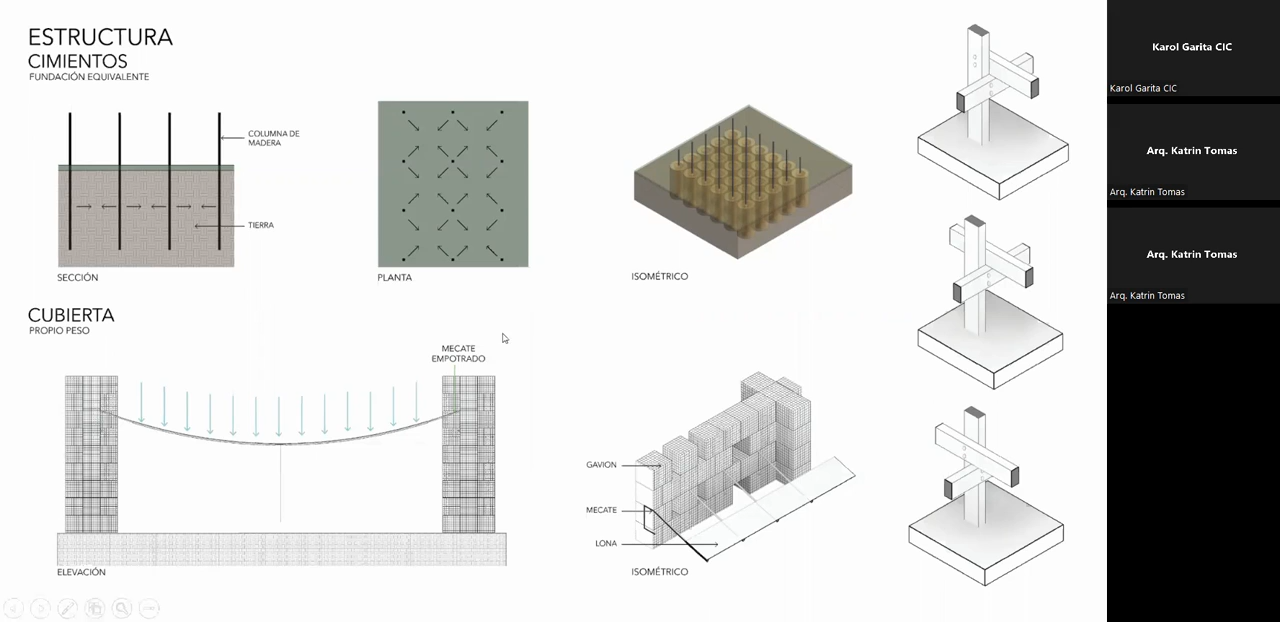 ESTRUCTURA
CIMIENTOS
FUNDACIÓN EQUIVALENTE
COLUMNA DE
MADERA
TIERRA
SECCIÓN
PLANTA
ISOMÉTRICO
CUBIERTA
PROPIO PESO
MECATE
EMPOTRADO
ELEVACIÓN
GAVION
MECATE
LONA
ISOMÉTRICO
Karol Garita CIC
Karol Garita CIC
Arq. Katrin Tomas
Arq. Katrin Tomas
Arq. Katrin Tomas
Arq. Katrin Tomas